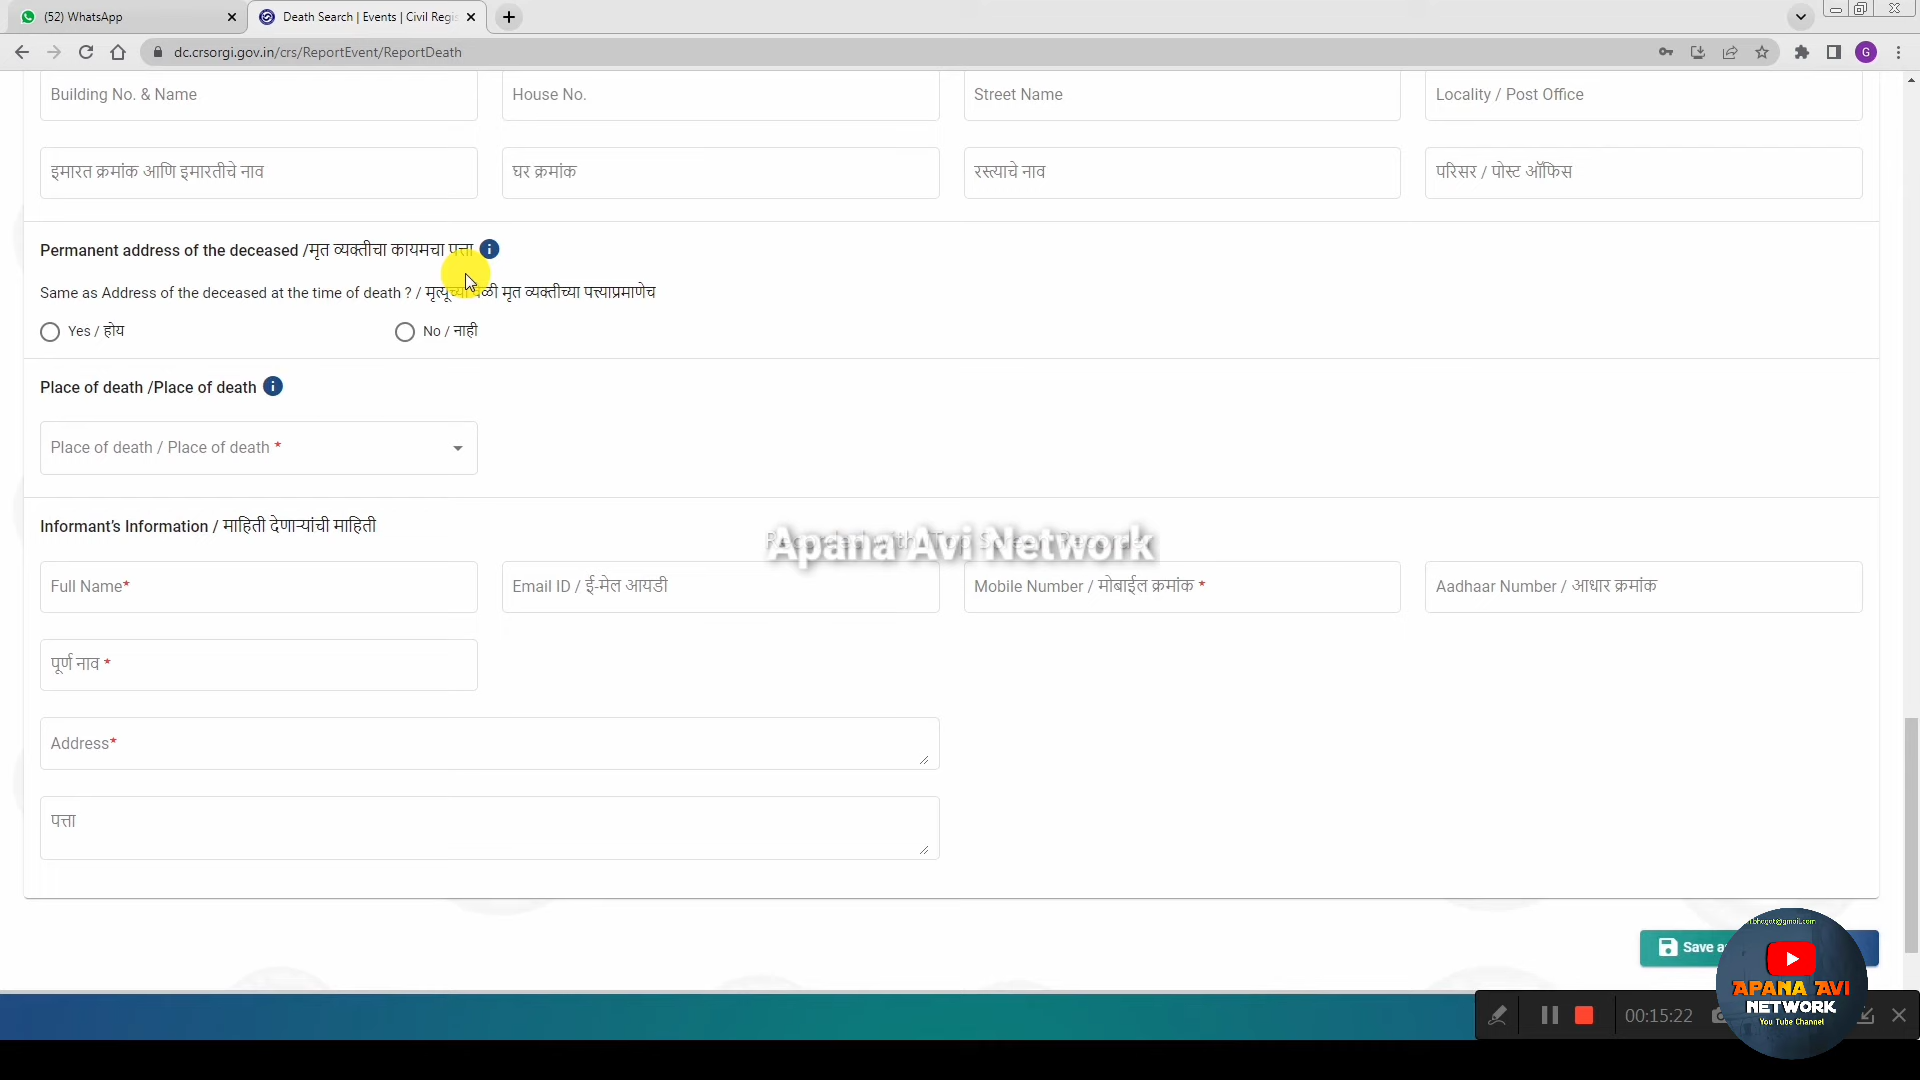 (52) WhatsApp
Death Search | Events | Civil Regis
dc.crsorgi.gov.in/crs/ReportEvent/ReportDeath
G
Building No. & Name
House No.
Street Name
Locality / Post Office
इमारत क्रमांक आणि इमारतीचे नाव
घर क्रमांक
रस्त्याचे नाव
परिसर / पोस्ट ऑफिस
Permanent address of the deceased /मृत व्यक्तीचा कायमचा पत्ता
Same as Address of the deceased at the time of death ? / मृत्यूच्या वेळी मृत व्यक्तीच्या पत्त्याप्रमाणेच
Yes / होय
No / नाही
Place of death /Place of death
Place of death / Place of death *
Informant's Information / माहिती देणाऱ्यांची माहिती
Apana Avi Network
Full Name*
Email ID / ई-मेल आयडी
Mobile Number / मोबाईल क्रमांक *
Aadhaar Number / आधार क्रमांक
पूर्ण नाव *
Address*
पत्ता
Save
APANA AVI
NETWORK
You Tube Channel
00:15:22